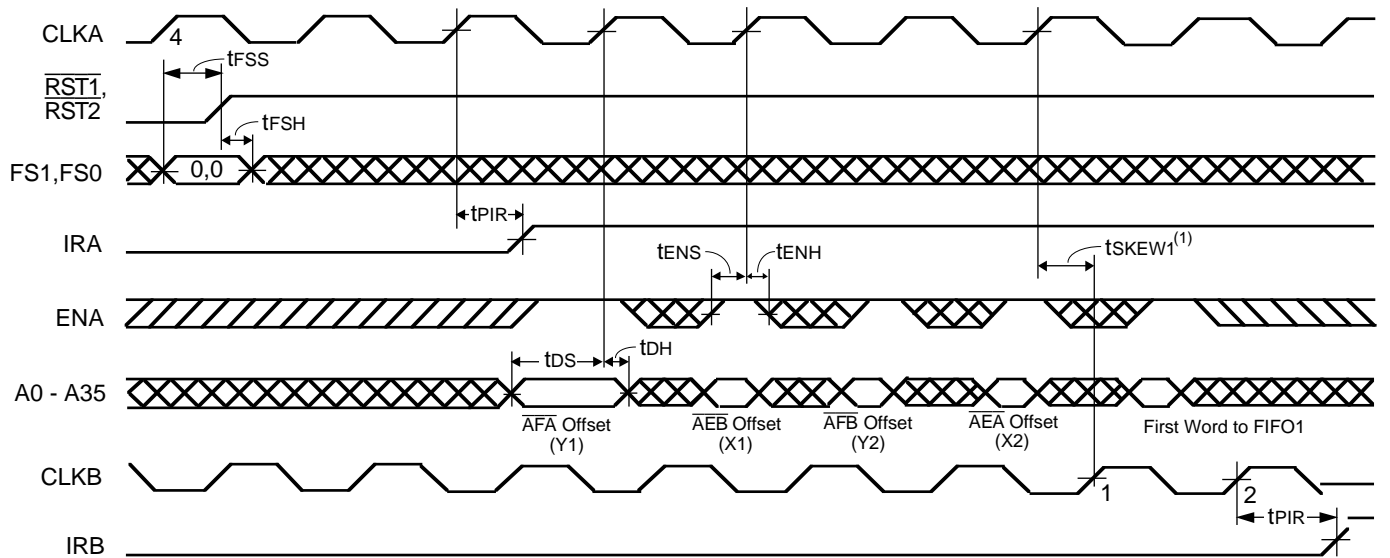 CLKA
4
tFSS
RST1,
RST2
tFSH
FS1,FS0
0,0
tPIR
IRA
tENS
tENH
tSKEW1(1)
ENA
tDS
tDH
A0 - A35
AFA Offset
(Y1)
AEB Offset
(X1)
AFB Offset
(Y2)
AEA Offset
(X2)
First Word to FIFO1
CLKB
1
2
tPIR
IRB